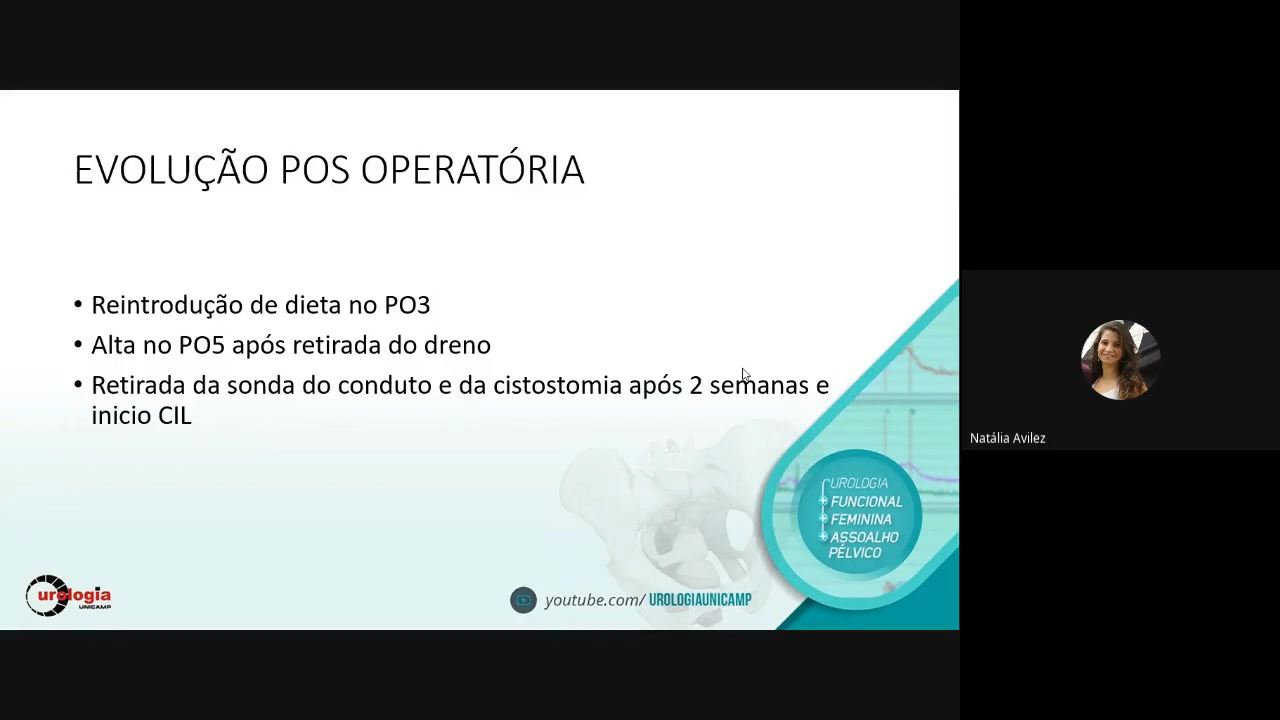 EVOLUÇÃO POS OPERATÓRIA
• Reintrodução de dieta no PO3
• Alta no PO5 após retirada do dreno
• Retirada da sonda do conduto e da cistostomia após 2 semanas e
inicio CIL
UROLOGIA
FUNCIONAL
FEMININA
ASSOALHO
PÉLVICO
urologia
UNICAMP
youtube.com/ UROLOGIAUNICAMP
Natália Avilez